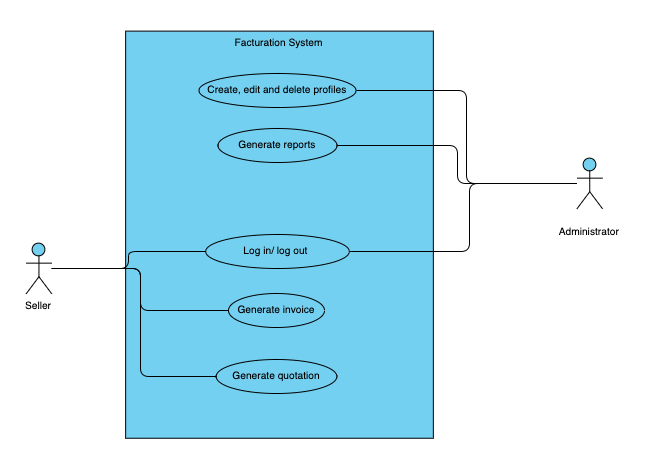 Facturation System
Create, edit and delete profiles
Generate reports
Administrator
Log in/ log out
Seller
Generate invoice
Generate quotation